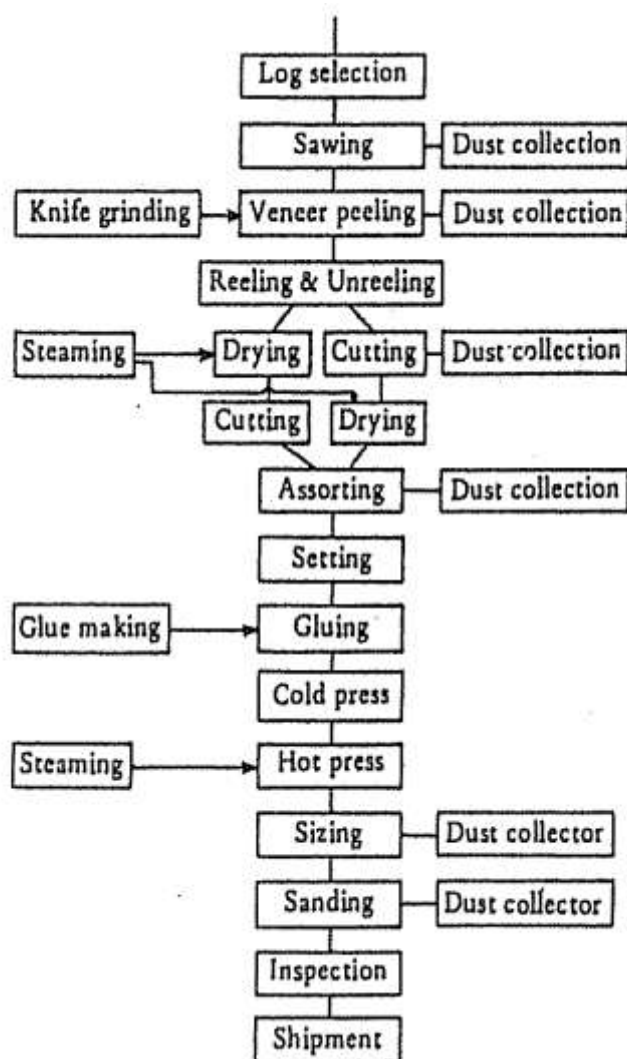 Log selection
Sawing
Dust collection
Knife grinding
Veneer peeling
Dust collection
Reeling & Unreeling
Steaming
Drying
Cutting
Dust collection
Cutting
Drying
Assorting
Dust collection
Setting
Glue making
Gluing
Cold press
Steaming
Hot press
Sizing
Dust collector
Sanding
Dust collector
Inspection
Shipment